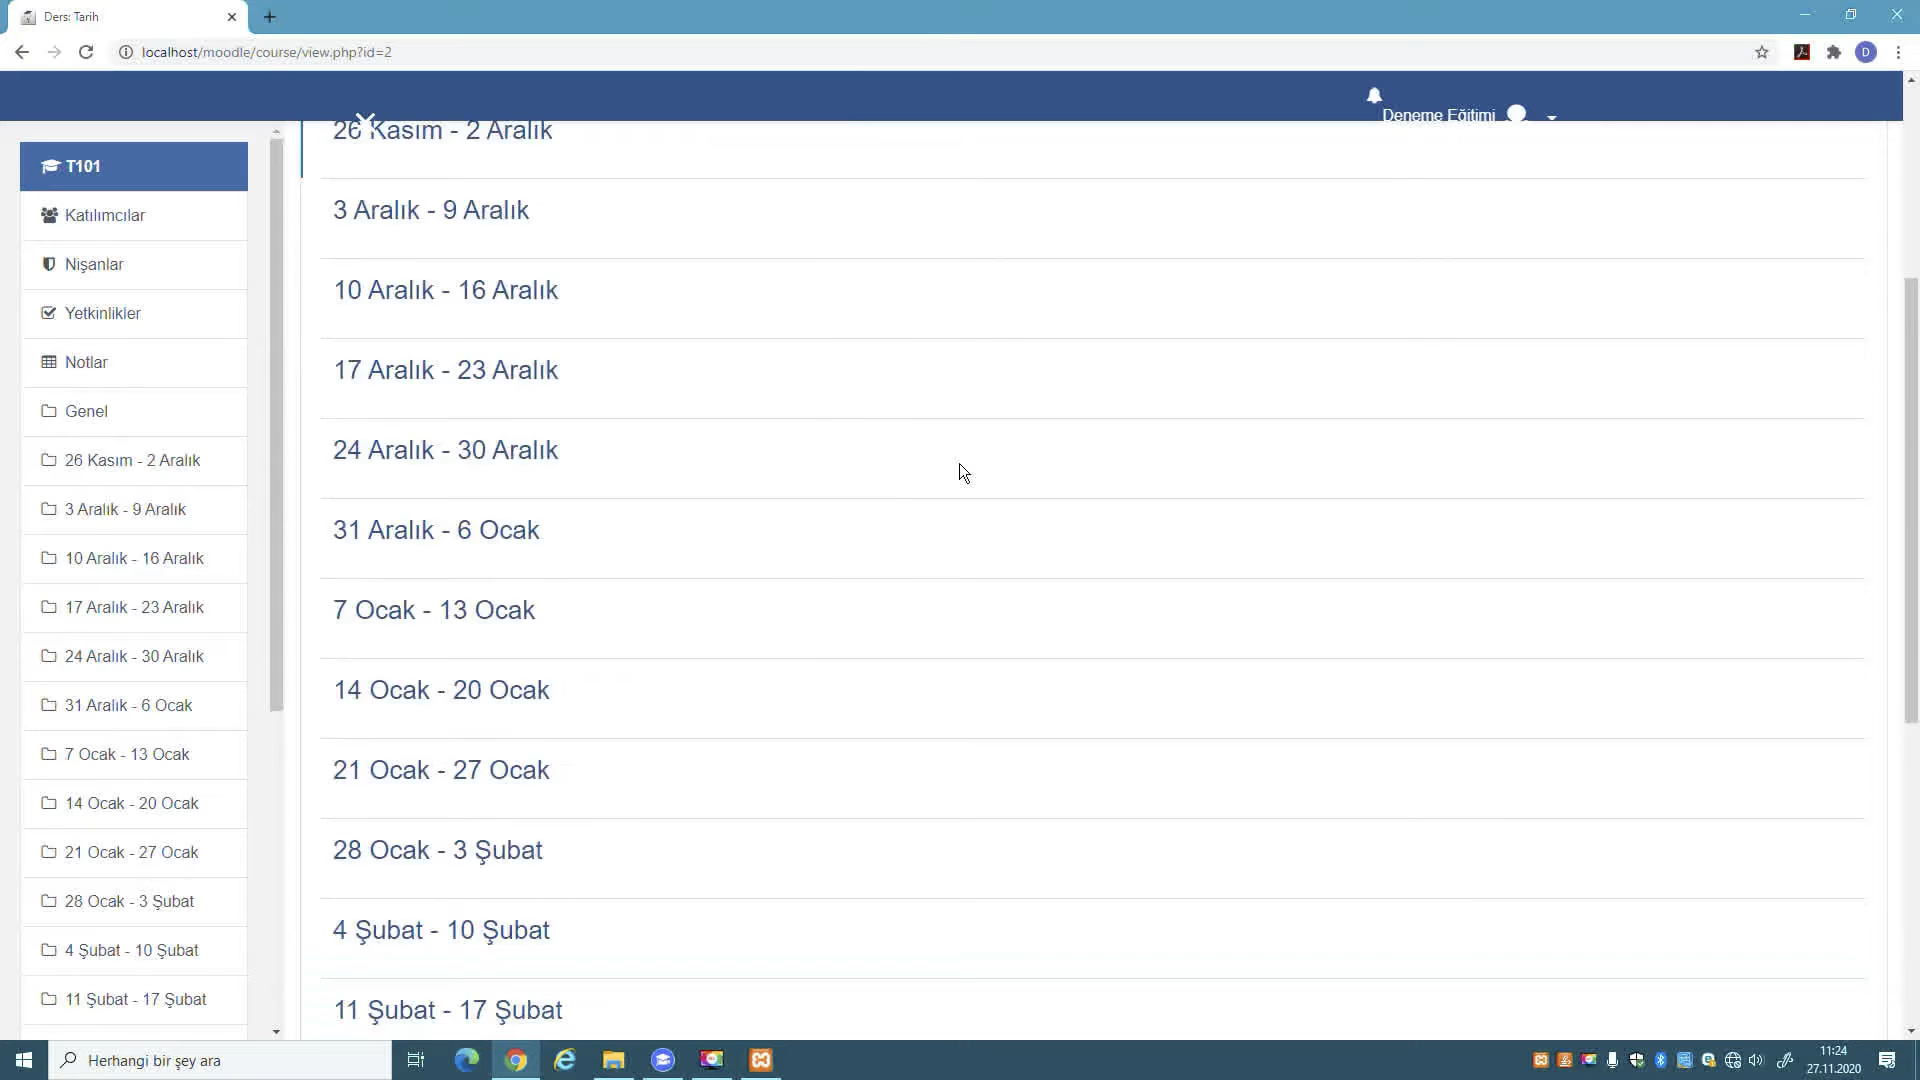 Ders: Tarih
localhost/moodle/course/view.php?id=2
D
Deneme Eğitimi
T101
Katılımcılar
Nişanlar
Yetkinlikler
Notlar
Genel
26 Kasım - 2 Aralık
3 Aralık - 9 Aralık
10 Aralık - 16 Aralık
17 Aralık - 23 Aralık
24 Aralık - 30 Aralık
31 Aralık - 6 Ocak
7 Ocak - 13 Ocak
14 Ocak - 20 Ocak
21 Ocak - 27 Ocak
28 Ocak - 3 Şubat
4 Şubat - 10 Şubat
11 Şubat - 17 Şubat
26 Kasım - 2 Aralık
3 Aralık - 9 Aralık
10 Aralık - 16 Aralık
17 Aralık - 23 Aralık
24 Aralık - 30 Aralık
31 Aralık - 6 Ocak
7 Ocak - 13 Ocak
14 Ocak - 20 Ocak
21 Ocak - 27 Ocak
28 Ocak - 3 Şubat
4 Şubat - 10 Şubat
11 Şubat - 17 Şubat
Herhangi bir şey ara
11:24
27.11.2020